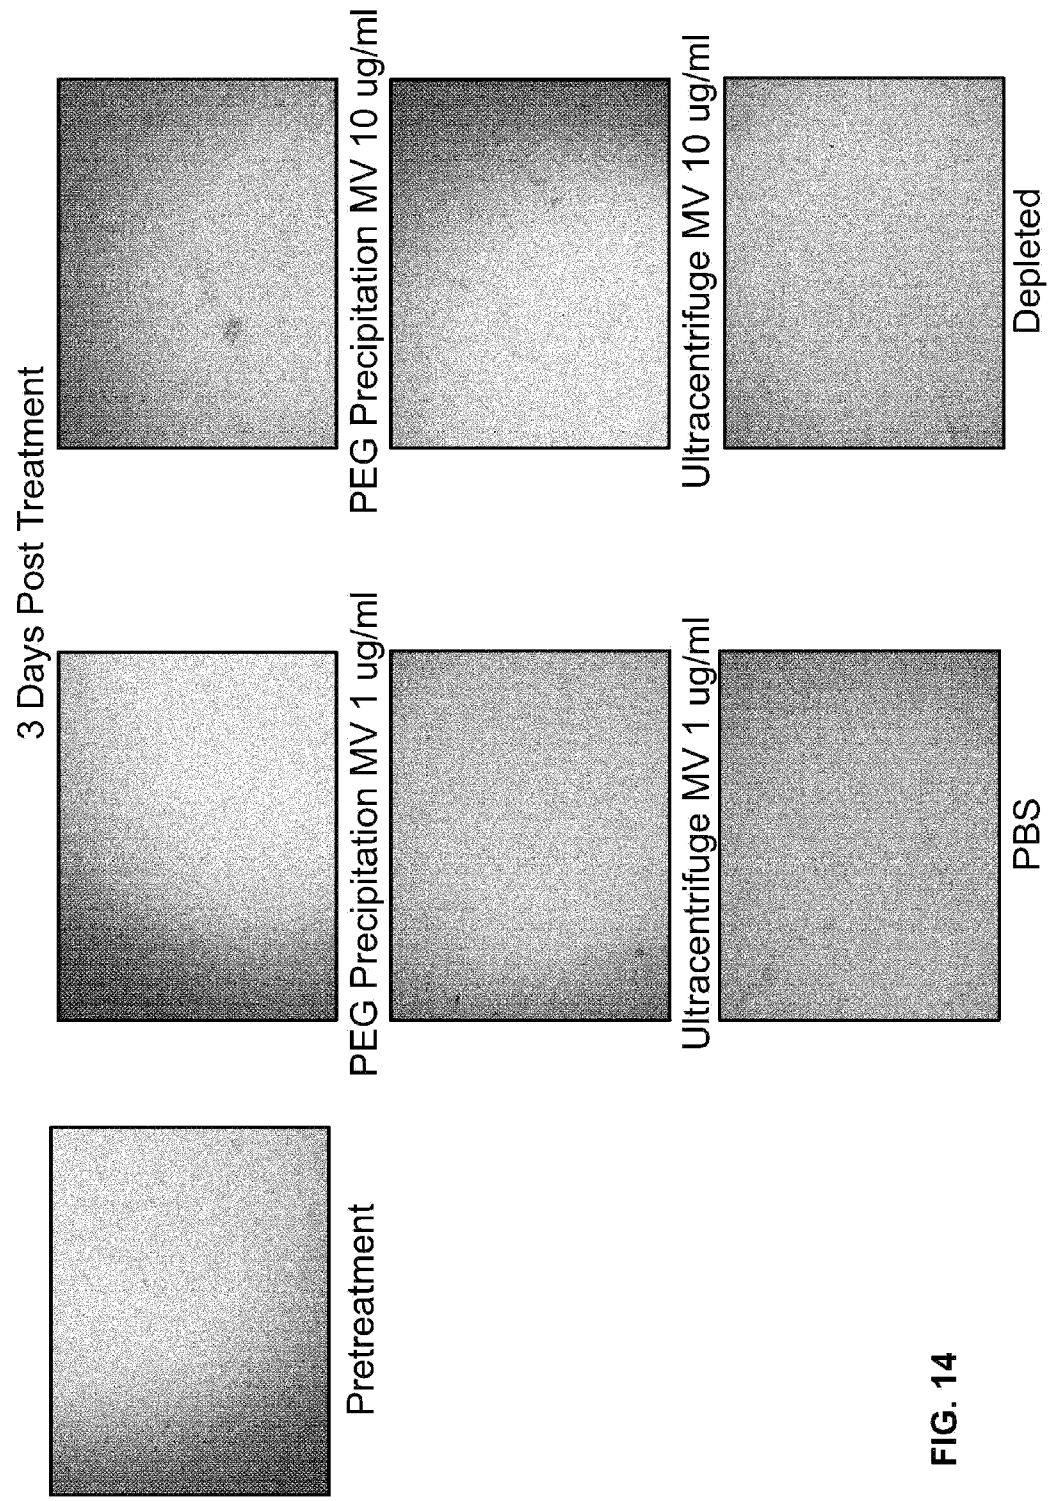 3 Days Post Treatment
Pretreatment
PEG Precipitation MV 1 ug/ml
PEG Precipitation MV 10 ug/ml
Ultracentrifuge MV 1 ug/ml
Ultracentrifuge MV 10 ug/ml
PBS
Depleted
FIG. 14